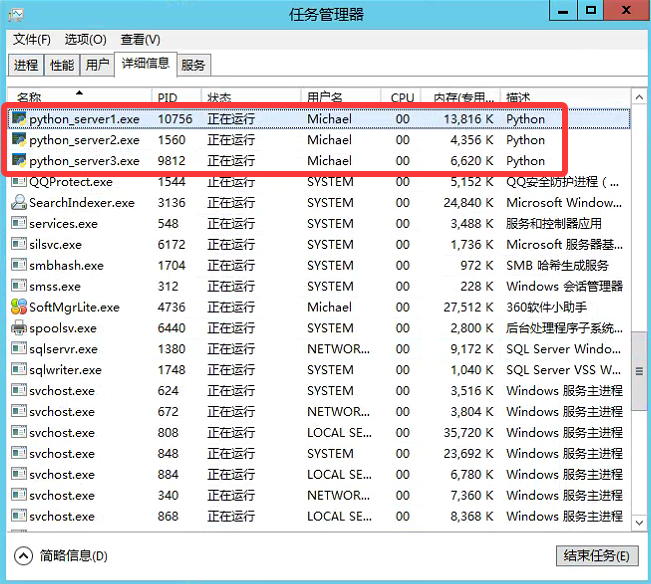 任务管理器
文件(F) 选项(O) 查看(V)
进程 性能 用户 详细信息 服务
名称 PID 状态 用户名 CPU 内存(专用... 描述
python_server1.exe 10756 正在运行 Michael 00 13,816 K Python
python_server2.exe 1560 正在运行 Michael 00 4,356 K Python
python_server3.exe 9812 正在运行 Michael 00 6,620 K Python
QQProtect.exe 1544 正在运行 SYSTEM 00 5,152 K QQ安全防护进程（...
SearchIndexer.exe 3136 正在运行 SYSTEM 00 24,840 K Microsoft Window...
services.exe 548 正在运行 SYSTEM 00 3,488 K 服务和控制器应用
silsvc.exe 6172 正在运行 SYSTEM 00 1,736 K Microsoft 服务器基...
smbhash.exe 1704 正在运行 SYSTEM 00 972 K SMB 哈希生成服务
smss.exe 312 正在运行 SYSTEM 00 228 K Windows 会话管理器
SoftMgrLite.exe 4736 正在运行 Michael 00 27,512 K 360软件小助手
spoolsv.exe 6440 正在运行 SYSTEM 00 2,800 K 后台处理程序子系统...
sqlservr.exe 1380 正在运行 NETWOR... 00 9,172 K SQL Server Windo...
sqlwriter.exe 1748 正在运行 SYSTEM 00 1,040 K SQL Server VSS W...
svchost.exe 624 正在运行 SYSTEM 00 3,516 K Windows 服务主进程
svchost.exe 672 正在运行 NETWOR... 00 3,804 K Windows 服务主进程
svchost.exe 808 正在运行 LOCAL SE... 00 35,720 K Windows 服务主进程
svchost.exe 848 正在运行 SYSTEM 00 23,692 K Windows 服务主进程
svchost.exe 884 正在运行 LOCAL SE... 00 6,780 K Windows 服务主进程
svchost.exe 340 正在运行 NETWOR... 00 7,360 K Windows 服务主进程
svchost.exe 868 正在运行 LOCAL SE... 00 8,368 K Windows 服务主进程
简略信息(D) 结束任务(E)